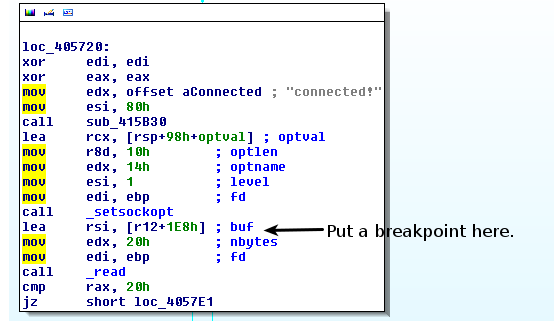 loc_405720:
xor edi, edi
xor eax, eax
mov edx, offset aConnected ; "connected!"
mov esi, 80h
call sub_415B30
lea rcx, [rsp+98h+optval] ; optval
mov r8d, 10h ; optlen
mov edx, 14h ; optname
mov esi, 1 ; level
mov edi, ebp ; fd
call _setsockopt
lea rsi, [r12+1E8h] ; buf Put a breakpoint here.
mov edx, 20h ; nbytes
mov edi, ebp ; fd
call _read
cmp rax, 20h
jz short loc_4057E1